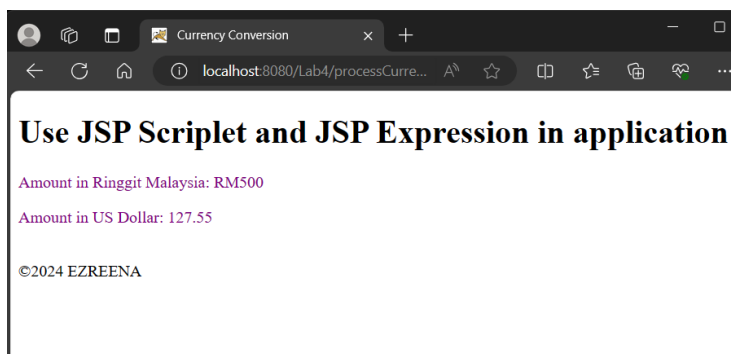 Currency Conversion
localhost:8080/Lab4/processCurre...
Use JSP Scriplet and JSP Expression in application
Amount in Ringgit Malaysia: RM500
Amount in US Dollar: 127.55
©2024 EZREENA